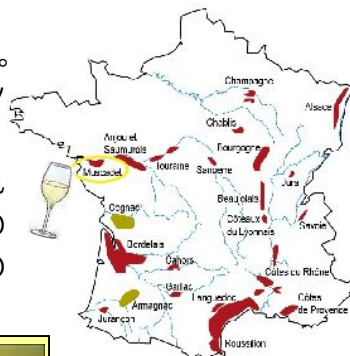 Champagne
Alsace
Chablis
Anjou et
Saumurois
Bourgogne
Muscadet
Touraine
Sancerre
Jura
Cognac
Beaujolais
Côteaux
du Lyonnais
Savoie
Bordelais
Cahors
Côtes du Rhône
Gaillac
Languedoc
Armagnac
Côtes
de Provence
Jurançon
Roussillon